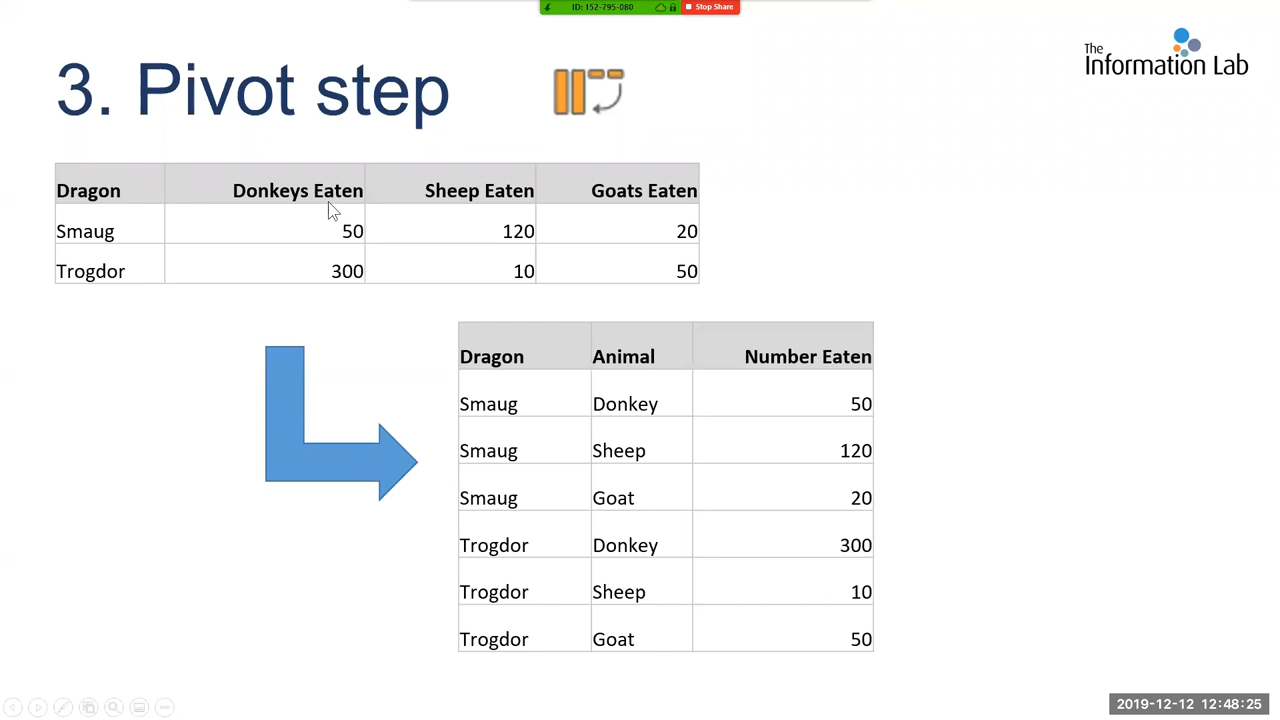 ID: 152-795-080 Stop Share
3. Pivot step
The
Information Lab
Dragon Donkeys Eaten Sheep Eaten Goats Eaten
Smaug 50 120 20
Trogdor 300 10 50
Dragon Animal Number Eaten
Smaug Donkey 50
Smaug Sheep 120
Smaug Goat 20
Trogdor Donkey 300
Trogdor Sheep 10
Trogdor Goat 50
2019-12-12 12:48:25